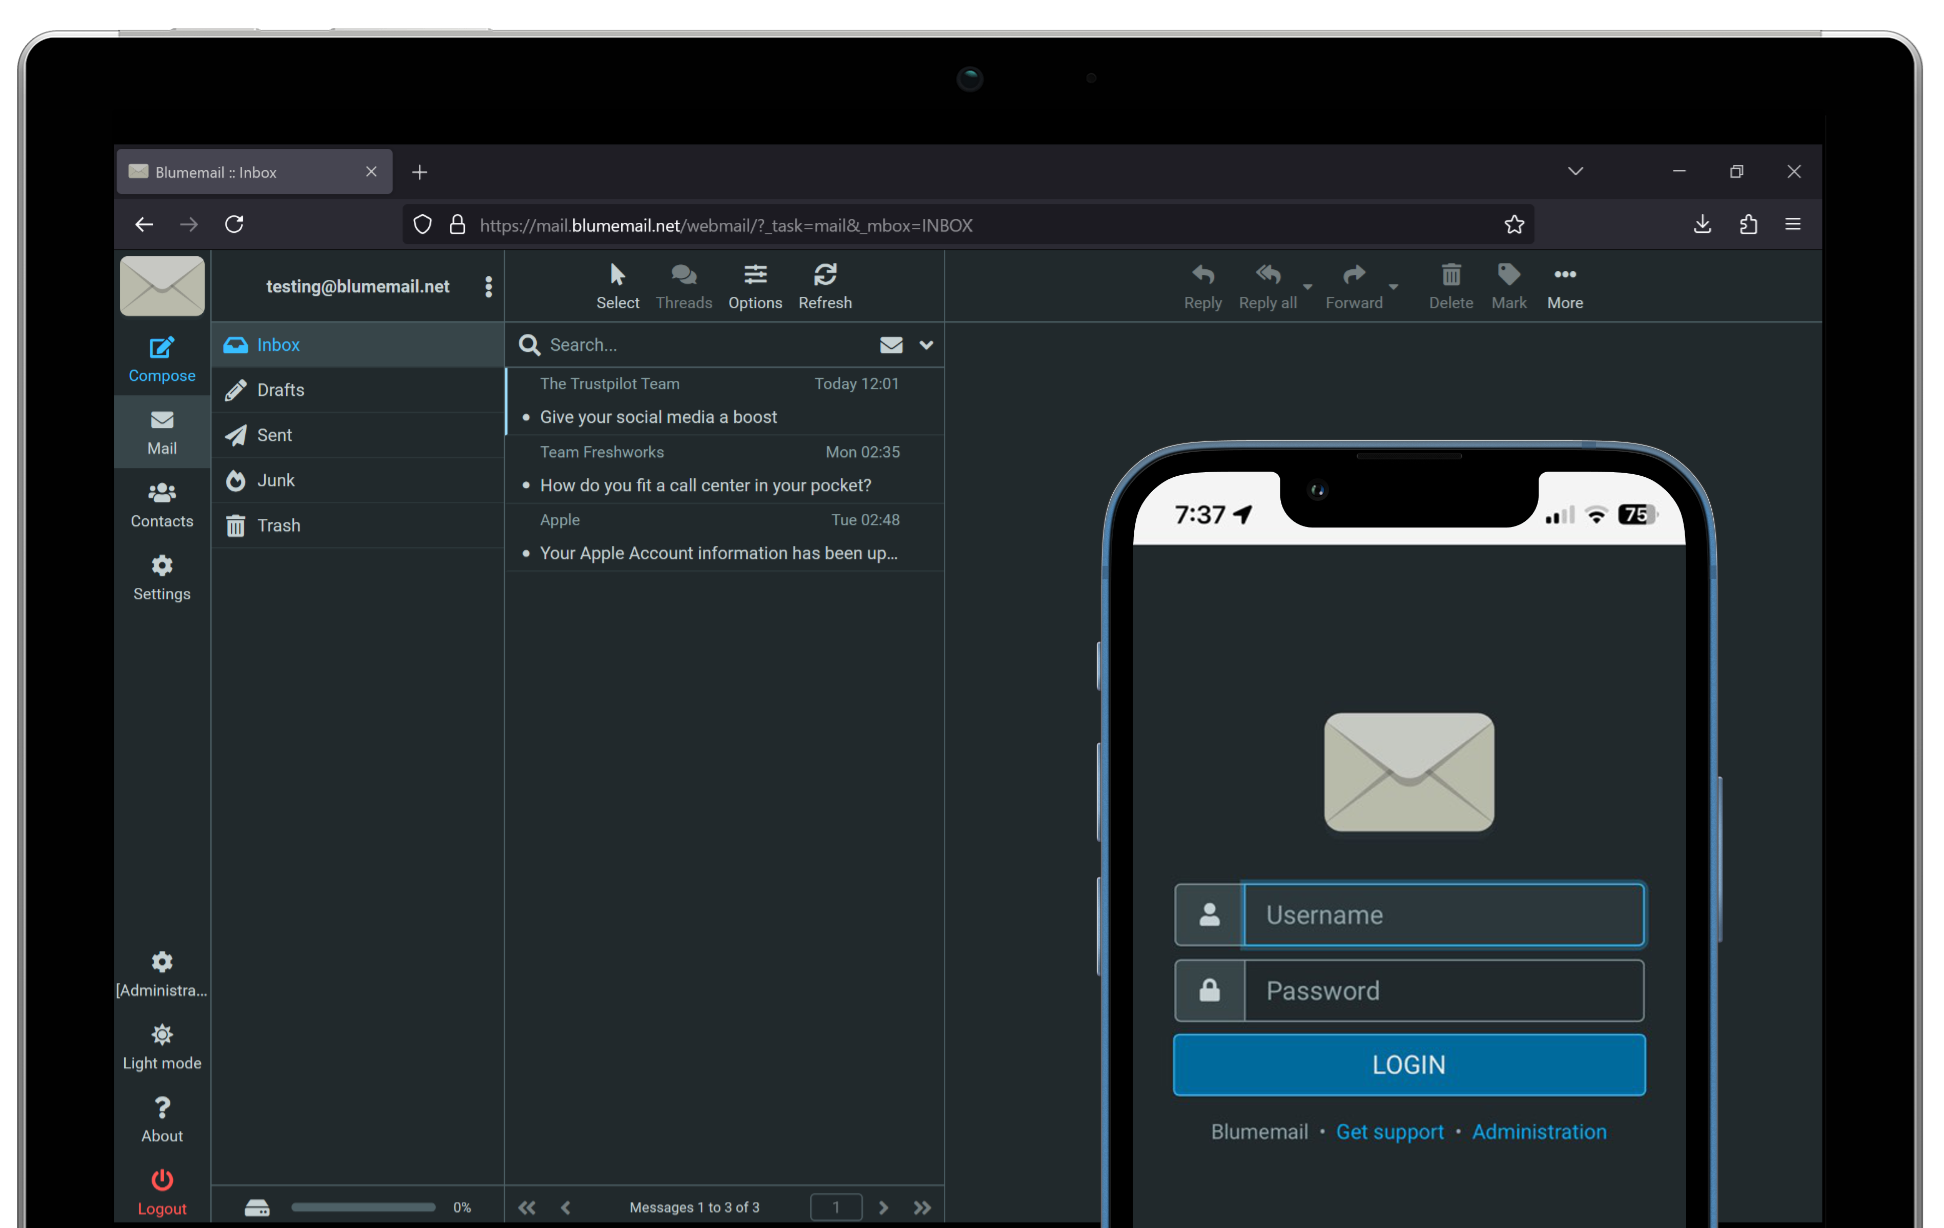 Blumemail :: Inbox
https://mail.blumemail.net/webmail/?_task=mail&_mbox=INBOX
testing@blumemail.net
Select
Threads
Options
Refresh
Reply
Reply all
Forward
Delete
Mark
More
Compose
Mail
Contacts
Settings
[Administra...
Light mode
About
Logout
Inbox
Drafts
Sent
Junk
Trash
0%
Search...
The Trustpilot Team Today 12:01
Give your social media a boost
Team Freshworks Mon 02:35
How do you fit a call center in your pocket?
Apple Tue 02:48
Your Apple Account information has been up...
Messages 1 to 3 of 3
1
7:37
75
Username
Password
LOGIN
Blumemail • Get support • Administration